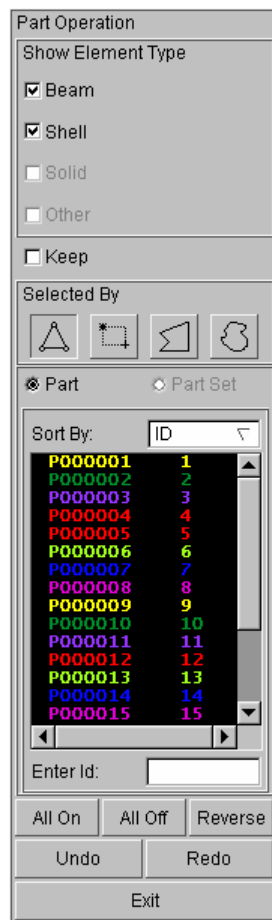 Part Operation
Show Element Type
Beam
Shell
Solid
Other
Keep
Selected By
Part Part Set
Sort By: ID
P000001 1
P000002 2
P000003 3
P000004 4
P000005 5
P000006 6
P000007 7
P000008 8
P000009 9
P000010 10
P000011 11
P000012 12
P000013 13
P000014 14
P000015 15
Enter Id:
All On All Off Reverse
Undo Redo
Exit